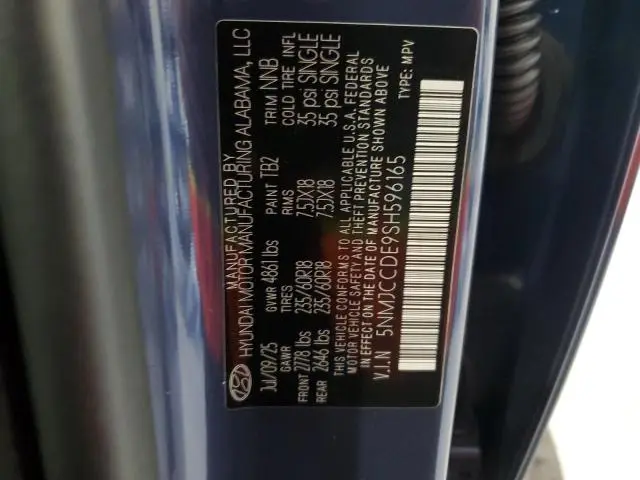 MANUFACTURED BY
HYUNDAI MOTOR MANUFACTURING ALABAMA, LLC
Jul/09/25 GVWR 4861 lbs PAINT TB2 TRIM NNB
GAWR TIRES RIMS COLD TIRE INFL
FRONT 2778 lbs 235/60R18 7.5JX18 35 psi SINGLE
REAR 2646 lbs 235/60R18 7.5JX18 35 psi SINGLE
THIS VEHICLE CONFORMS TO ALL APPLICABLE U.S.A. FEDERAL
MOTOR VEHICLE SAFETY AND THEFT PREVENTION STANDARDS
IN EFFECT ON THE DATE OF MANUFACTURE SHOWN ABOVE
V.I.N 5NMJCCDE9SH596165 TYPE: MPV